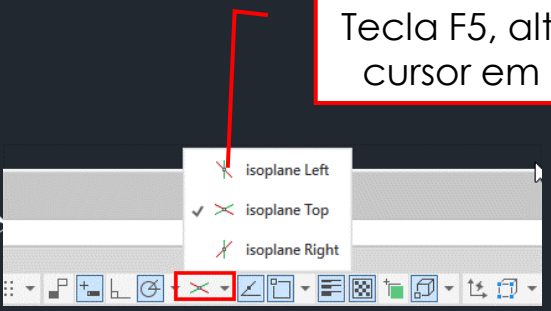 Tecla F5, alt
cursor em
isoplane Left
isoplane Top
isoplane Right